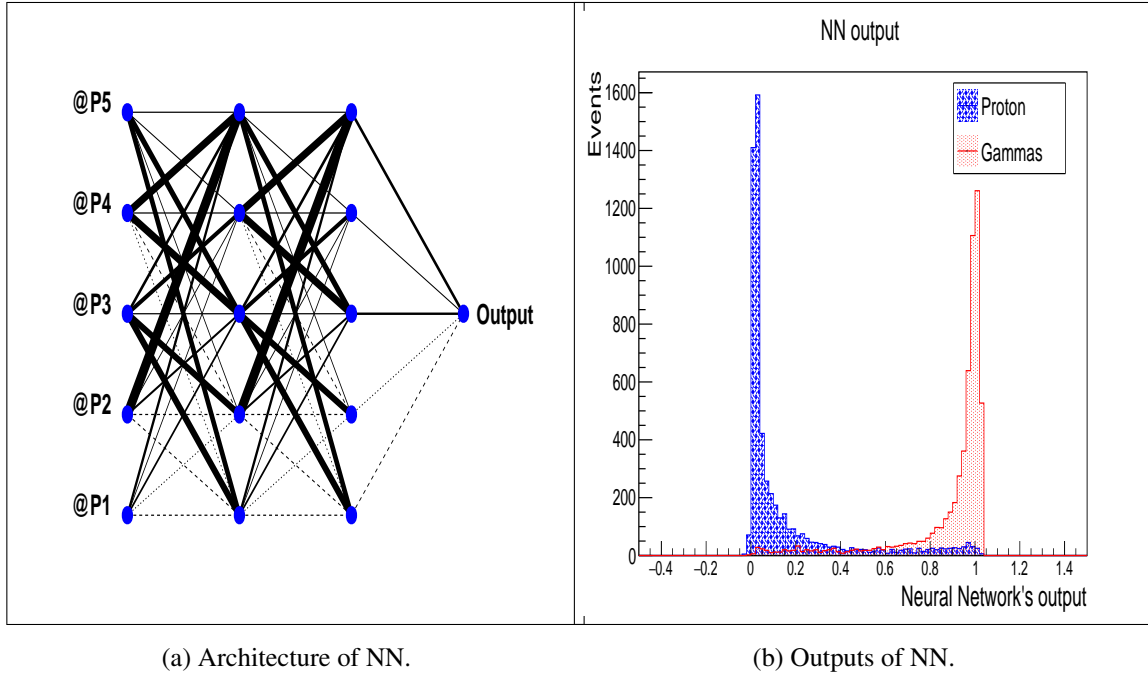 @P5
@P4
@P3
@P2
@P1
Output
NN output
Events
1600
1400
1200
1000
800
600
400
200
0
Proton
Gammas
−0.4 −0.2 0 0.2 0.4 0.6 0.8 1 1.2 1.4
Neural Network's output
(a) Architecture of NN.
(b) Outputs of NN.